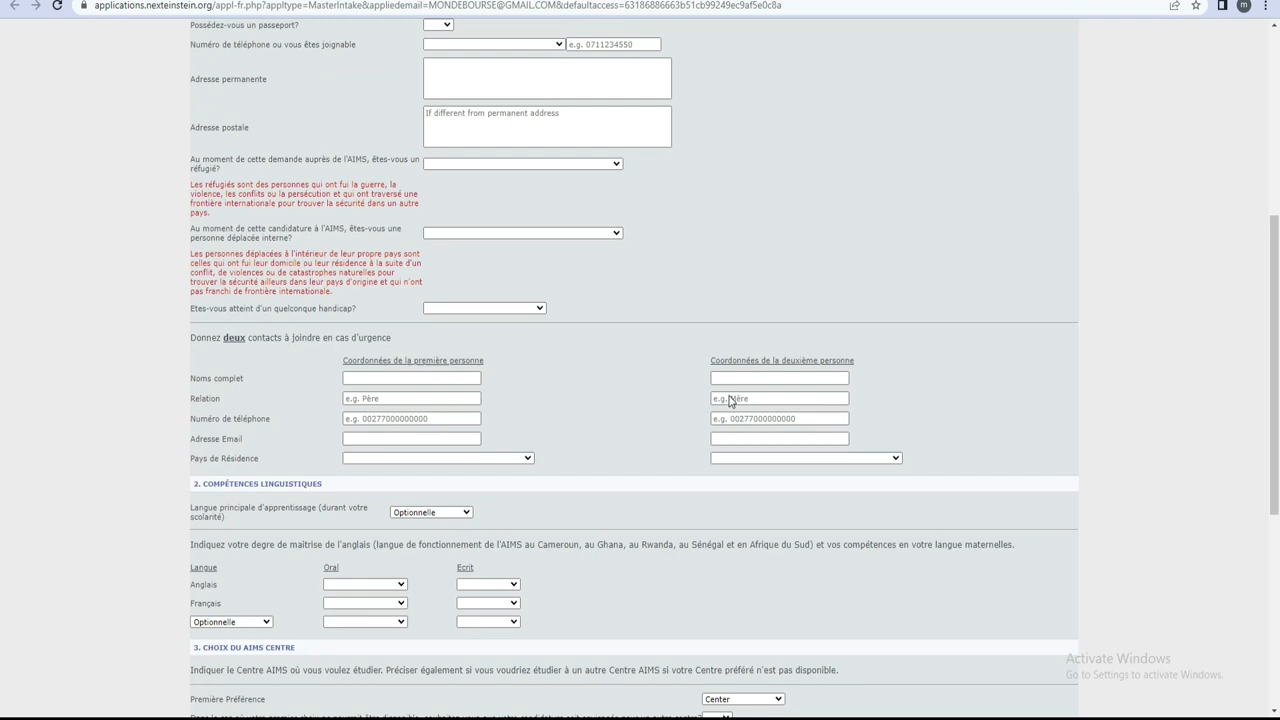 applications.nexteinstein.org/appl-fr.php?appltype=MasterIntake&appliedemail=MONDEBOURSE@GMAIL.COM&defaultaccess=63186886663b51cb99249ec9af5e0c8a
m
Possédez-vous un passeport?
Numéro de téléphone ou vous êtes joignable
e.g. 0711234550
Adresse permanente
If different from permanent address
Adresse postale
Au moment de cette demande auprès de l'AIMS, êtes-vous un
réfugié?
Les réfugiés sont des personnes qui ont fui la guerre, la
violence, les conflits ou la persécution et qui ont traversé une
frontière internationale pour trouver la sécurité dans un autre
pays.
Au moment de cette candidature à l'AIMS, êtes-vous une
personne déplacée interne?
Les personnes déplacées à l'intérieur de leur propre pays sont
celles qui ont fui leur domicile ou leur résidence à la suite d'un
conflit, de violences ou de catastrophes naturelles pour
trouver la sécurité ailleurs dans leur pays d'origine et qui n'ont
pas franchi de frontière internationale.
Etes-vous atteint d'un quelconque handicap?
Donnez deux contacts à joindre en cas d'urgence
Coordonnées de la première personne Coordonnées de la deuxième personne
Noms complet
Relation e.g. Père e.g.
Numéro de téléphone e.g. 00277000000000 e.g. 00277000000000
Adresse Email
Pays de Résidence
2. COMPÉTENCES LINGUISTIQUES
Langue principale d'apprentissage (durant votre
scolarité)
Optionnelle
Indiquez votre degre de maitrise de l'anglais (langue de fonctionnement de l'AIMS au Cameroun, au Ghana, au Rwanda, au Sénégal et en Afrique du Sud) et vos compétences en votre langue maternelles.
Langue Oral Ecrit
Anglais
Français
Optionnelle
3. CHOIX DU AIMS CENTRE
Indiquer le Centre AIMS où vous voulez étudier. Préciser également si vous voudriez étudier à un autre Centre AIMS si votre Centre préféré n'est pas disponible.
Activate Windows
Go to Settings to activate Windows.
Première Préférence Center